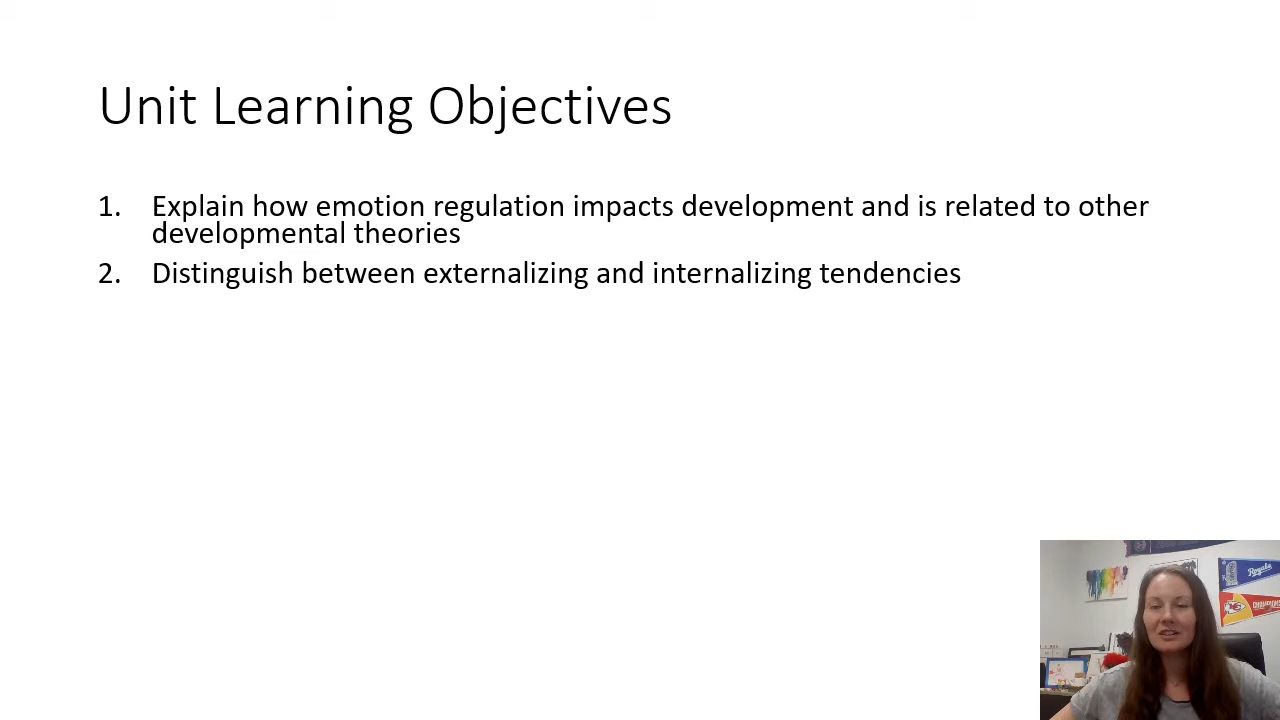 Unit Learning Objectives
1. Explain how emotion regulation impacts development and is related to other
developmental theories
2. Distinguish between externalizing and internalizing tendencies
Royals